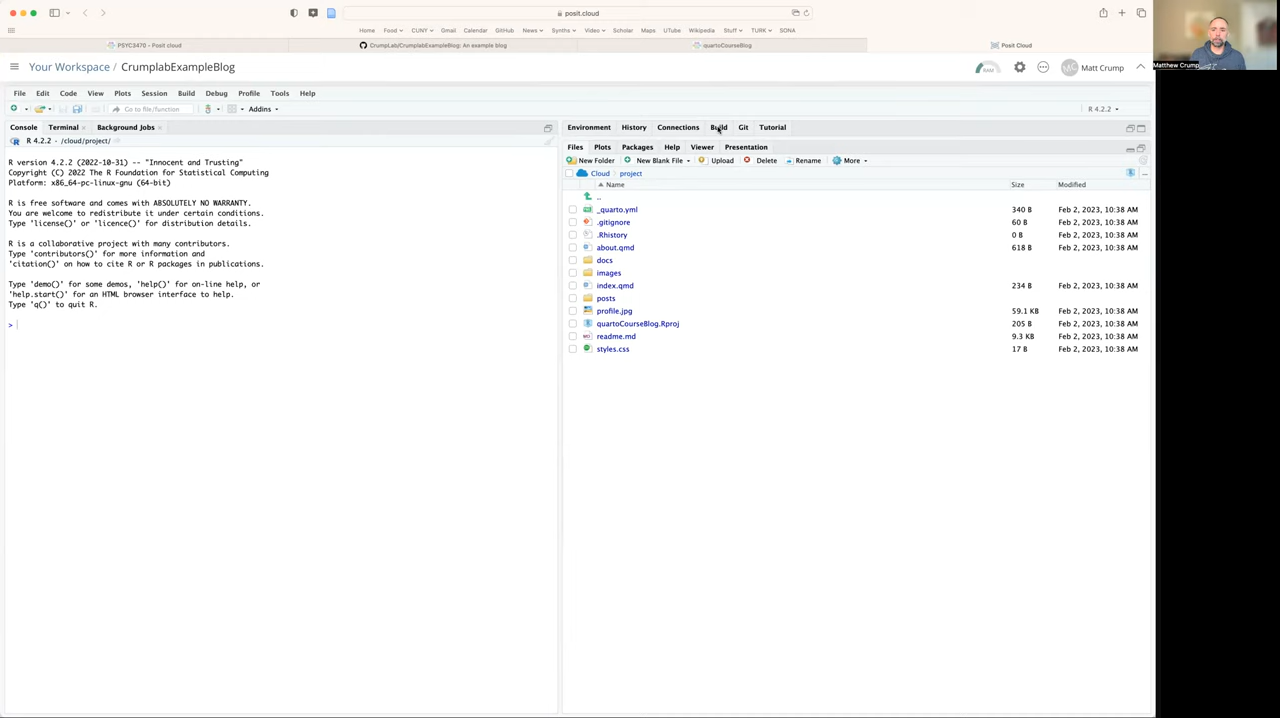 posit.cloud
Home Food CUNY Gmail Calendar GitHub News Synths Video Scholar Maps UTube Wikipedia Stuff TURK SONA
PSYC3470 - Posit cloud CrumpLab/CrumplabExampleBlog: An example blog quartoCourseBlog Posit Cloud
Your Workspace / CrumplabExampleBlog RAM MC Matt Crump
Matthew Crump
File Edit Code View Plots Session Build Debug Profile Tools Help
Go to file/function Addins R 4.2.2
Console Terminal Background Jobs
R 4.2.2 · /cloud/project/
R version 4.2.2 (2022-10-31) -- "Innocent and Trusting"
Copyright (C) 2022 The R Foundation for Statistical Computing
Platform: x86_64-pc-linux-gnu (64-bit)
R is free software and comes with ABSOLUTELY NO WARRANTY.
You are welcome to redistribute it under certain conditions.
Type 'license()' or 'licence()' for distribution details.
R is a collaborative project with many contributors.
Type 'contributors()' for more information and
'citation()' on how to cite R or R packages in publications.
Type 'demo()' for some demos, 'help()' for on-line help, or
'help.start()' for an HTML browser interface to help.
Type 'q()' to quit R.
>
Environment History Connections Build Git Tutorial
Files Plots Packages Help Viewer Presentation
New Folder New Blank File Upload Delete Rename More
Cloud project
Name Size Modified
..
_quarto.yml 340 B Feb 2, 2023, 10:38 AM
.gitignore 60 B Feb 2, 2023, 10:38 AM
.Rhistory 0 B Feb 2, 2023, 10:38 AM
about.qmd 618 B Feb 2, 2023, 10:38 AM
docs
images
index.qmd 234 B Feb 2, 2023, 10:38 AM
posts
profile.jpg 59.1 KB Feb 2, 2023, 10:38 AM
quartoCourseBlog.Rproj 205 B Feb 2, 2023, 10:38 AM
readme.md 9.3 KB Feb 2, 2023, 10:38 AM
styles.css 17 B Feb 2, 2023, 10:38 AM